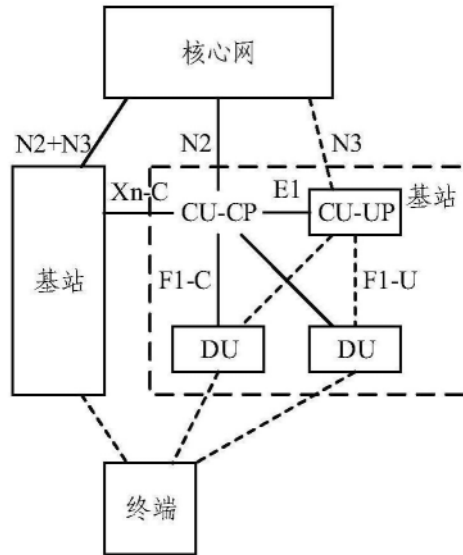 核心网
N2+N3
N2
N3
Xn-C
E1
基站
CU-CP
CU-UP
基站
F1-C
F1-U
DU
DU
终端